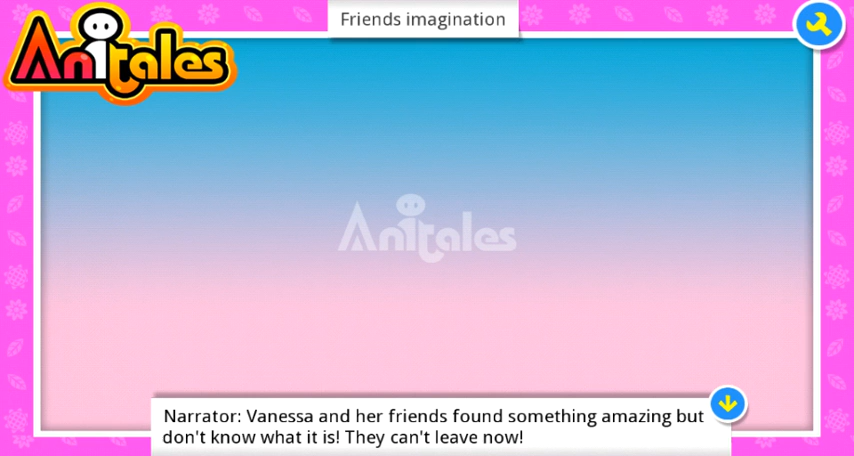 Friends imagination
Anitales
Anitales
Narrator: Vanessa and her friends found something amazing but
don't know what it is! They can't leave now!